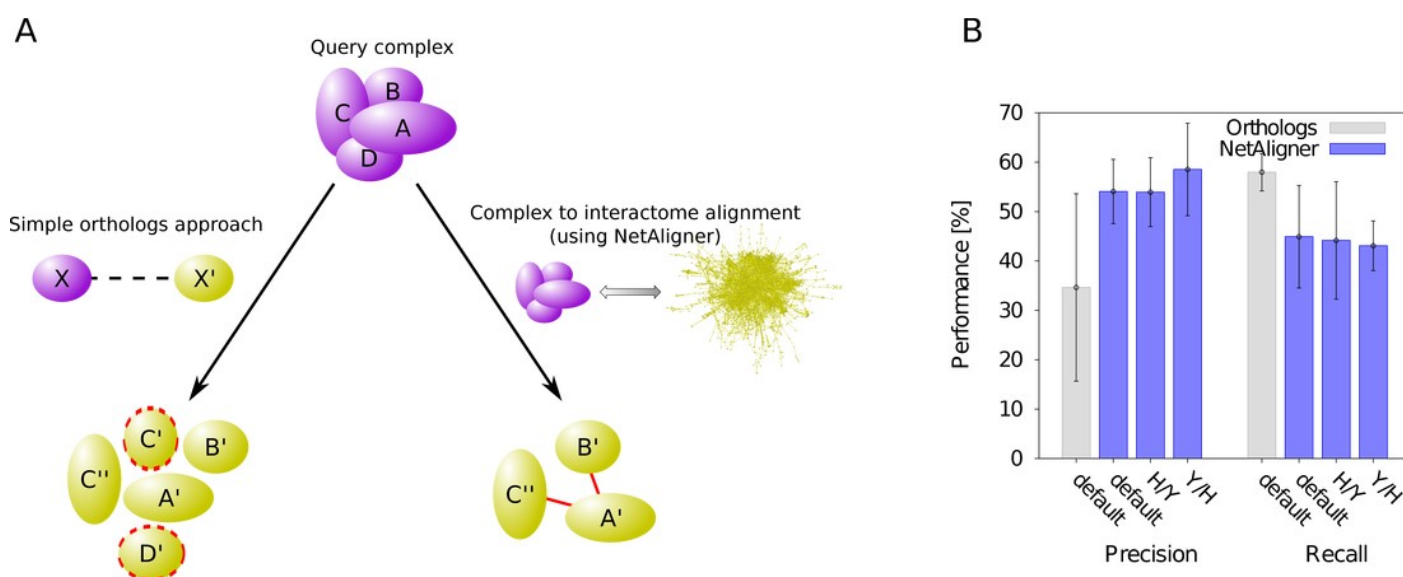 A
Query complex
B
C
A
D
Simple orthologs approach
X
X'
Complex to interactome alignment
(using NetAligner)
C'
B'
C''
A'
D'
B'
C''
A'
B
Performance [%]
70
60
50
40
30
20
10
0
Orthologs
NetAligner
default
default
H/Y
Y/H
default
default
H/Y
Y/H
Precision
Recall